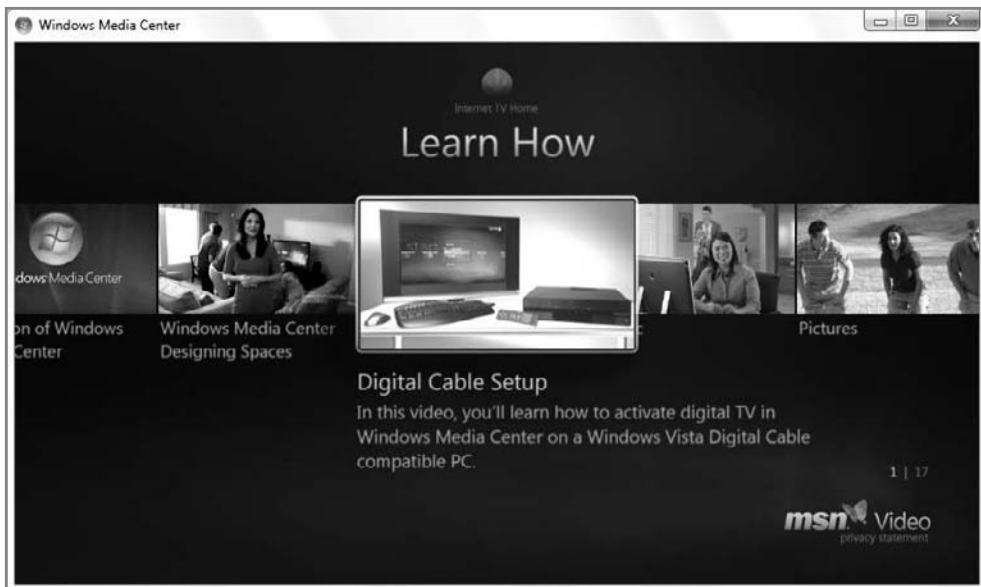 Windows Media Center
Internet TV Home
Learn How
dows Media Center
on of Windows
Center
Windows Media Center
Designing Spaces
c
Pictures
Digital Cable Setup
In this video, you'll learn how to activate digital TV in
Windows Media Center on a Windows Vista Digital Cable
compatible PC.
1 | 17
msn Video
privacy statement